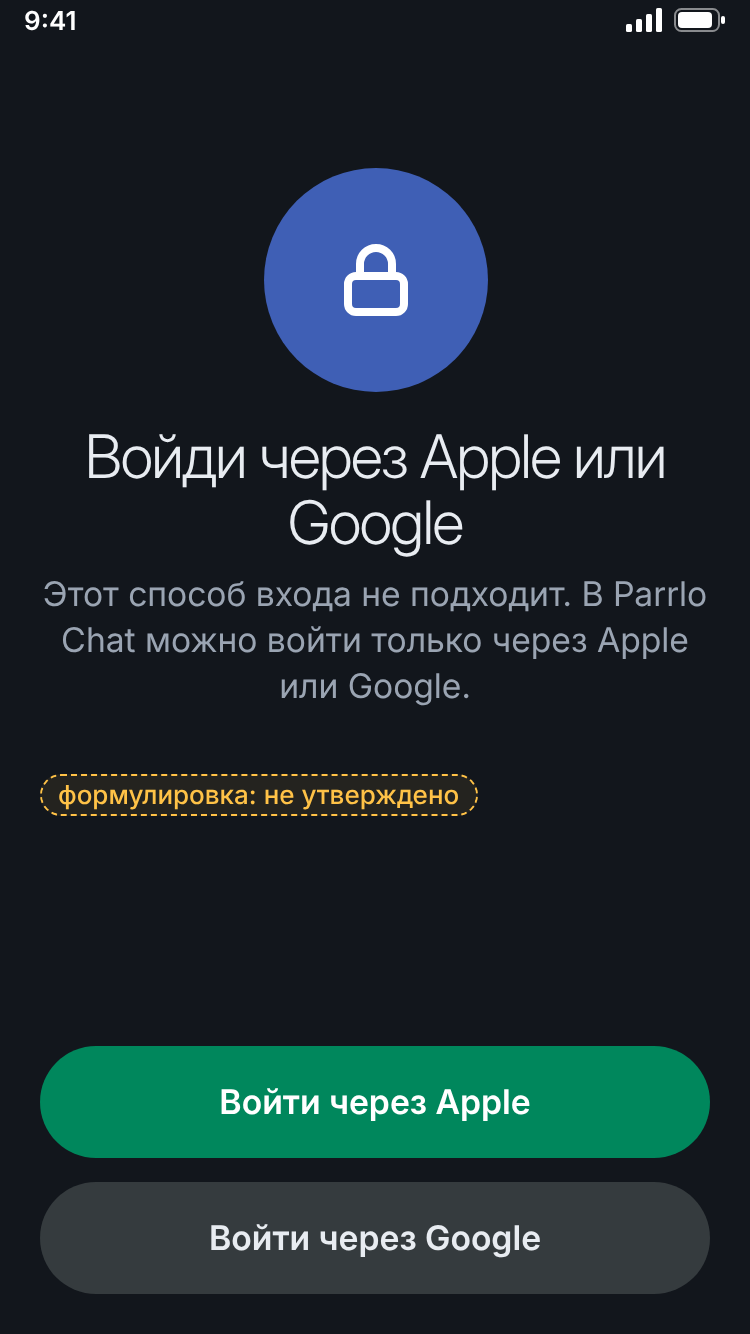 9:41
Войди через Apple или
Google
Этот способ входа не подходит. В Parrlo
Chat можно войти только через Apple
или Google.
формулировка: не утверждено
Войти через Apple
Войти через Google